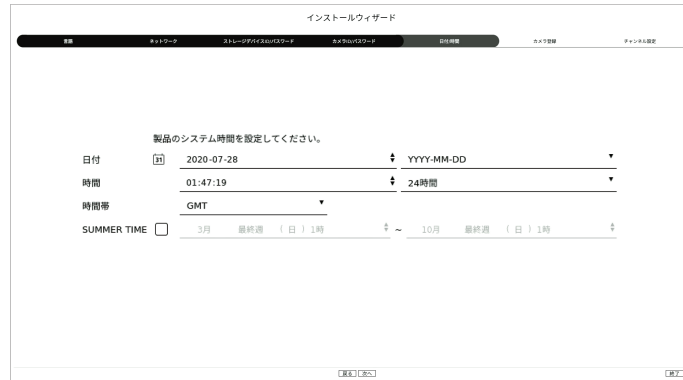 インストールウィザード
言語 ネットワーク ストレージデバイスID/パスワード カメラID/パスワード 日付/時間 カメラ登録 チャンネル設定
製品のシステム時間を設定してください。
日付 31 2020-07-28 YYYY-MM-DD
時間 01:47:19 24時間
時間帯 GMT
SUMMER TIME 3月 最終週 ( 日 ) 1時 ~ 10月 最終週 ( 日 ) 1時
戻る 次へ 終了